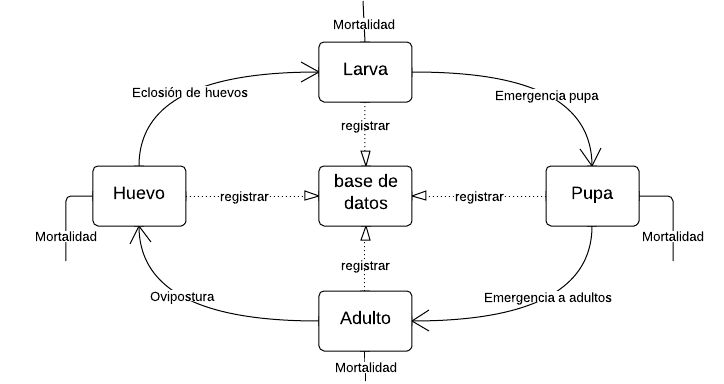 Mortalidad
Larva
Eclosión de huevos
Emergencia pupa
registrar
Huevo
registrar
base de
datos
registrar
Pupa
Mortalidad
Mortalidad
registrar
Ovipostura
Emergencia a adultos
Adulto
Mortalidad